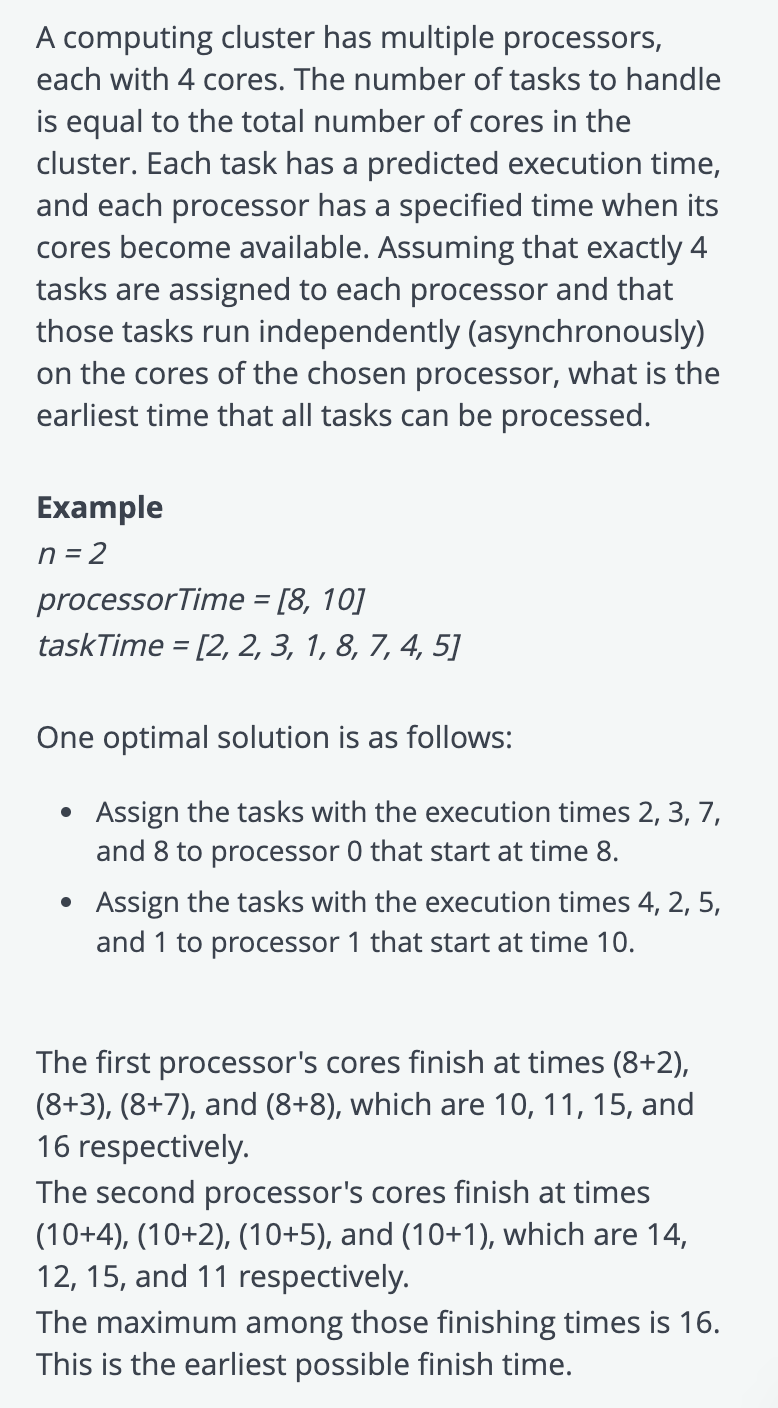 A computing cluster has multiple processors,
each with 4 cores. The number of tasks to handle
is equal to the total number of cores in the
cluster. Each task has a predicted execution time,
and each processor has a specified time when its
cores become available. Assuming that exactly 4
tasks are assigned to each processor and that
those tasks run independently (asynchronously)
on the cores of the chosen processor, what is the
earliest time that all tasks can be processed.
Example
n = 2
processorTime = [8, 10]
taskTime = [2, 2, 3, 1, 8, 7, 4, 5]
One optimal solution is as follows:
• Assign the tasks with the execution times 2, 3, 7,
and 8 to processor 0 that start at time 8.
• Assign the tasks with the execution times 4, 2, 5,
and 1 to processor 1 that start at time 10.
The first processor's cores finish at times (8+2),
(8+3), (8+7), and (8+8), which are 10, 11, 15, and
16 respectively.
The second processor's cores finish at times
(10+4), (10+2), (10+5), and (10+1), which are 14,
12, 15, and 11 respectively.
The maximum among those finishing times is 16.
This is the earliest possible finish time.